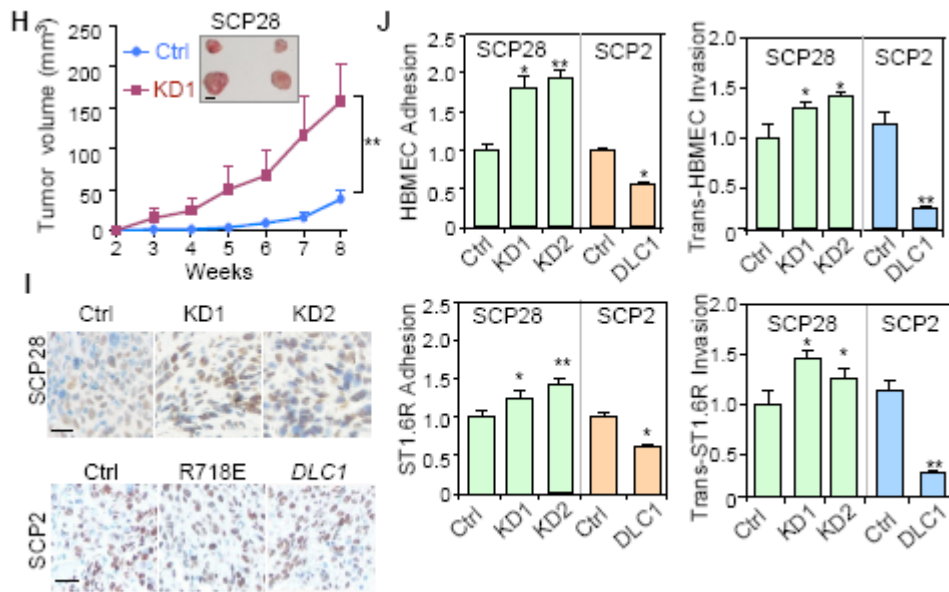 H
SCP28
Tumor volume (mm³)
250
200
150
100
50
0
Ctrl
KD1
**
2 3 4 5 6 7 8
Weeks
I
Ctrl KD1 KD2
SCP28
Ctrl R718E DLC1
SCP2
J
HBMEC Adhesion
2.5
2.0
1.5
1.0
0.5
0
SCP28 SCP2
* ** *
Ctrl KD1 KD2 Ctrl DLC1
Trans-HBMEC Invasion
2.0
1.5
1.0
0.5
0
SCP28 SCP2
* * **
Ctrl KD1 KD2 Ctrl DLC1
ST1.6R Adhesion
2.5
2.0
1.5
1.0
0.5
0
SCP28 SCP2
* ** *
Ctrl KD1 KD2 Ctrl DLC1
Trans-ST1.6R Invasion
2.0
1.5
1.0
0.5
0
SCP28 SCP2
* * **
Ctrl KD1 KD2 Ctrl DLC1